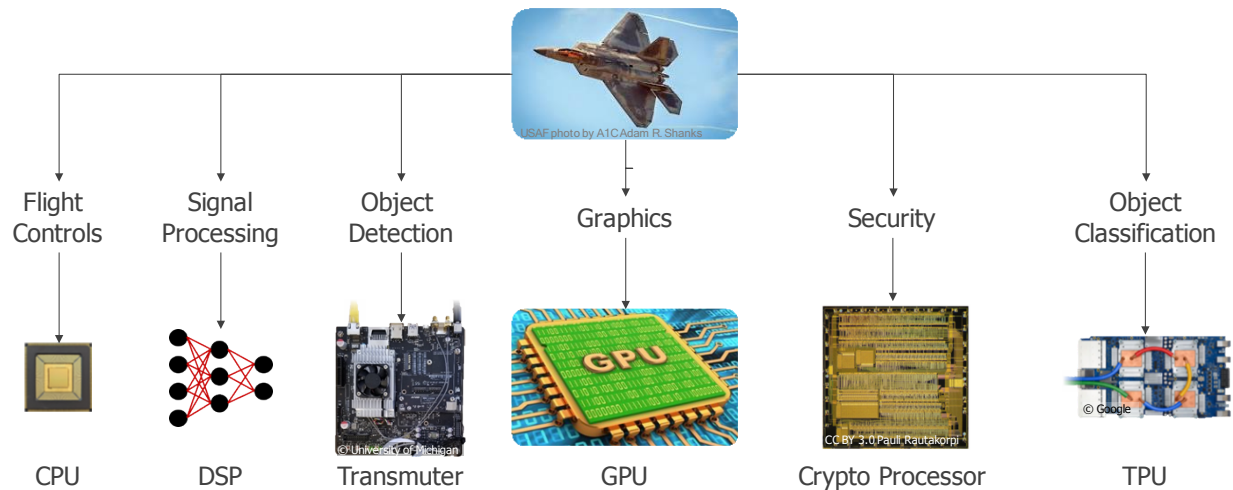 USAF photo by A1C Adam R. Shanks
Flight
Controls
Signal
Processing
Object
Detection
Graphics
Security
Object
Classification
GPU
© University of Michigan
CC BY 3.0 Pauli Rautakorpi
© Google
CPU
DSP
Transmuter
GPU
Crypto Processor
TPU